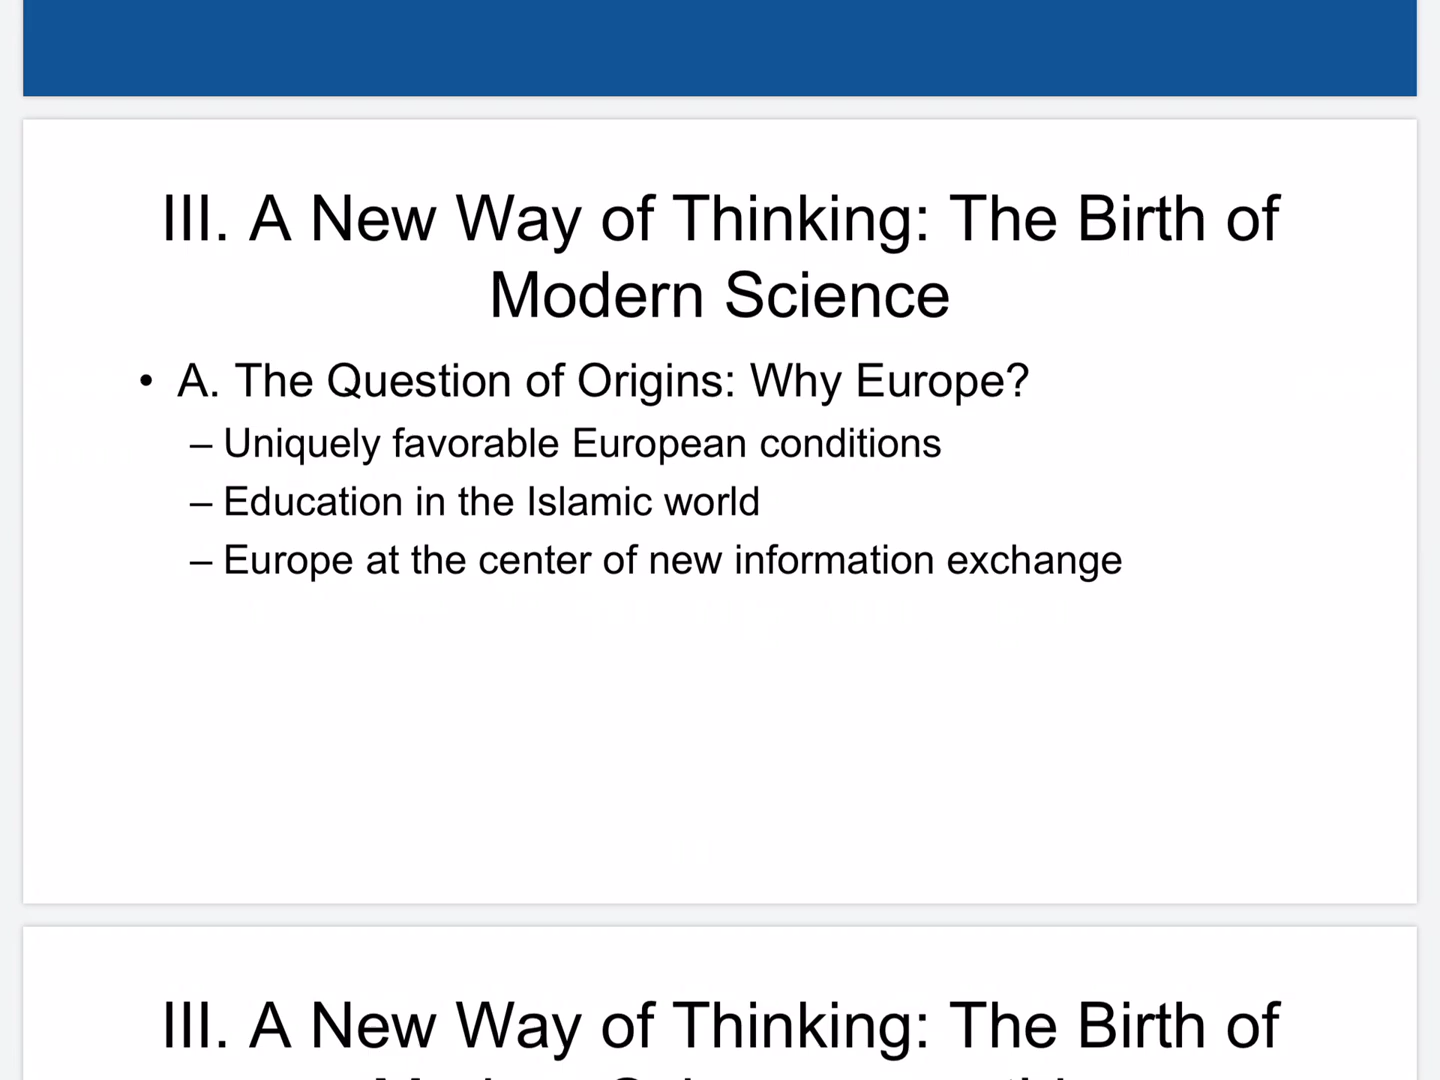 III. A New Way of Thinking: The Birth of
Modern Science
• A. The Question of Origins: Why Europe?
– Uniquely favorable European conditions
– Education in the Islamic world
– Europe at the center of new information exchange
III. A New Way of Thinking: The Birth of